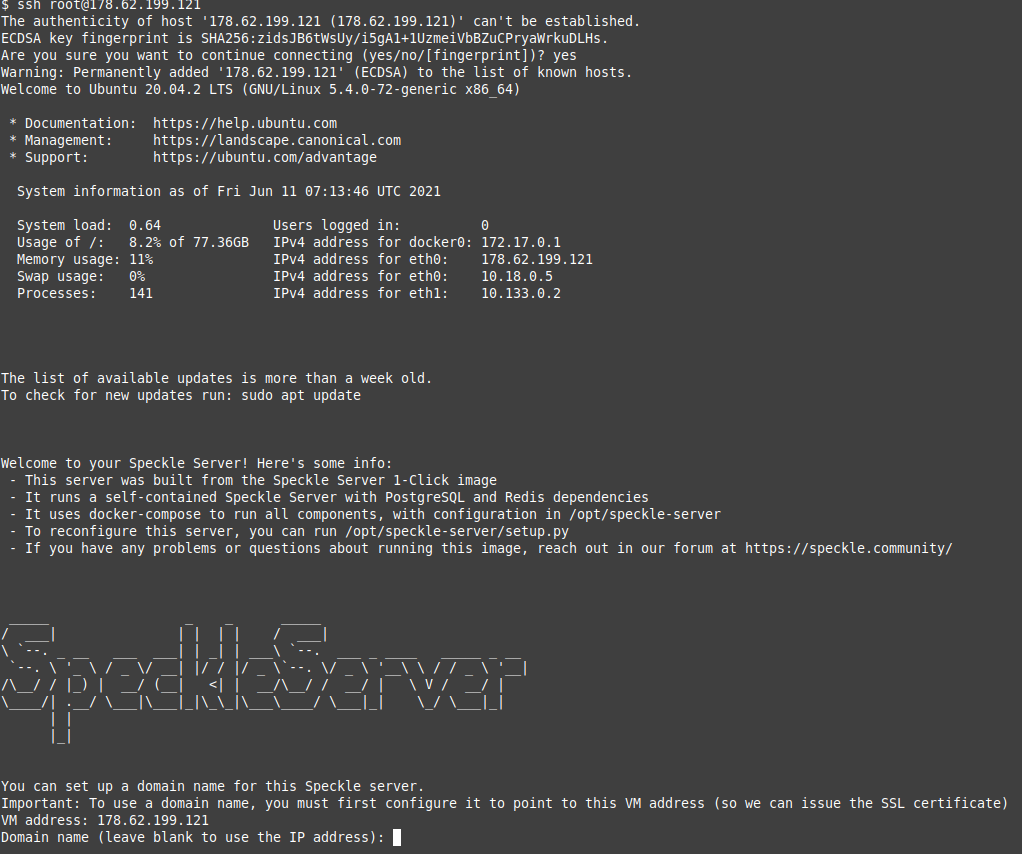 $ ssh root@178.62.199.121
The authenticity of host '178.62.199.121 (178.62.199.121)' can't be established.
ECDSA key fingerprint is SHA256:zidsJB6tWsUy/i5gA1+1UzmeiVbBZuCPryaWrkuDLHs.
Are you sure you want to continue connecting (yes/no/[fingerprint])? yes
Warning: Permanently added '178.62.199.121' (ECDSA) to the list of known hosts.
Welcome to Ubuntu 20.04.2 LTS (GNU/Linux 5.4.0-72-generic x86_64)
* Documentation:  https://help.ubuntu.com
* Management:     https://landscape.canonical.com
* Support:        https://ubuntu.com/advantage
System information as of Fri Jun 11 07:13:46 UTC 2021
System load:  0.64              Users logged in:          0
Usage of /:   8.2% of 77.36GB   IPv4 address for docker0: 172.17.0.1
Memory usage: 11%               IPv4 address for eth0:    178.62.199.121
Swap usage:   0%                IPv4 address for eth0:    10.18.0.5
Processes:    141               IPv4 address for eth1:    10.133.0.2
The list of available updates is more than a week old.
To check for new updates run: sudo apt update
Welcome to your Speckle Server! Here's some info:
- This server was built from the Speckle Server 1-Click image
- It runs a self-contained Speckle Server with PostgreSQL and Redis dependencies
- It uses docker-compose to run all components, with configuration in /opt/speckle-server
- To reconfigure this server, you can run /opt/speckle-server/setup.py
- If you have any problems or questions about running this image, reach out in our forum at https://speckle.community/
SpeckleServer
You can set up a domain name for this Speckle server.
Important: To use a domain name, you must first configure it to point to this VM address (so we can issue the SSL certificate)
VM address: 178.62.199.121
Domain name (leave blank to use the IP address):